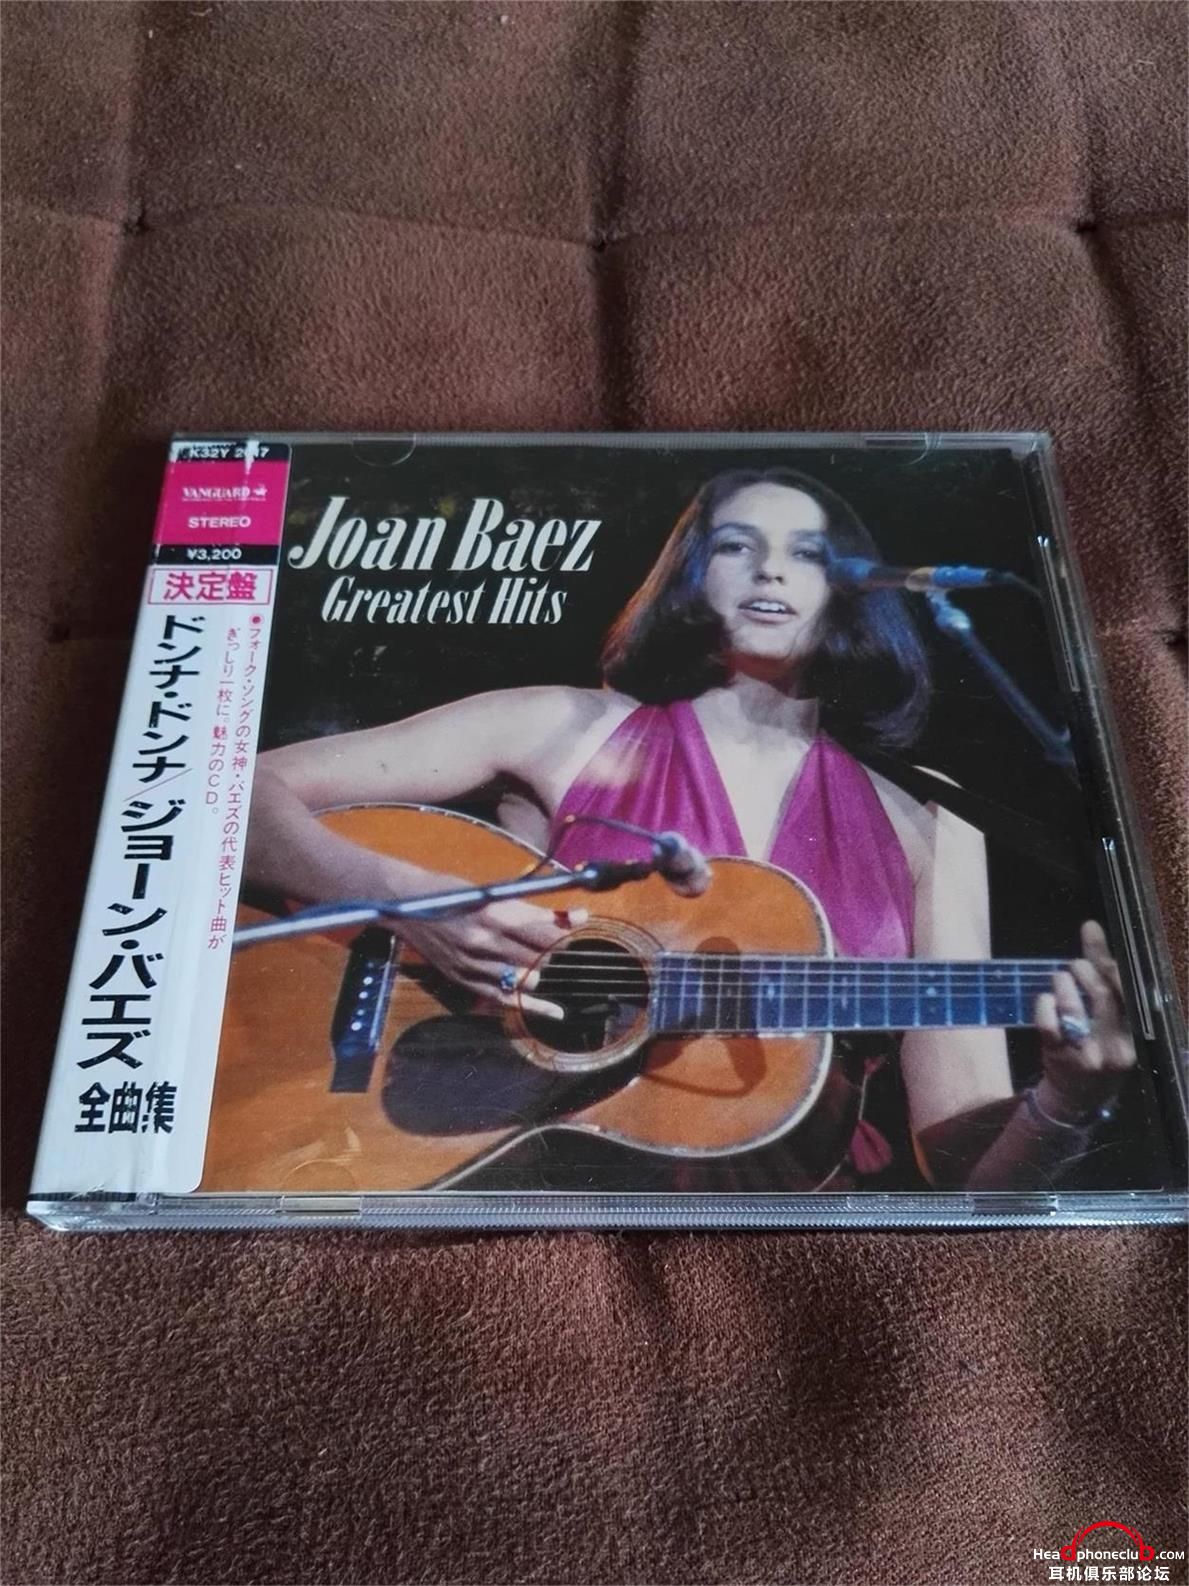 K32Y 2
VANGUARD
STEREO
¥3,200
決定盤
ドンナ・ドンナ/ジョーン・バエズ
全曲集
●フォーク・ソングの女神・バエズの代表ヒット曲が
ぎっしり一枚に。魅力のCD。
Joan Baez
Greatest Hits
Headphoneclub.com
耳机俱乐部论坛